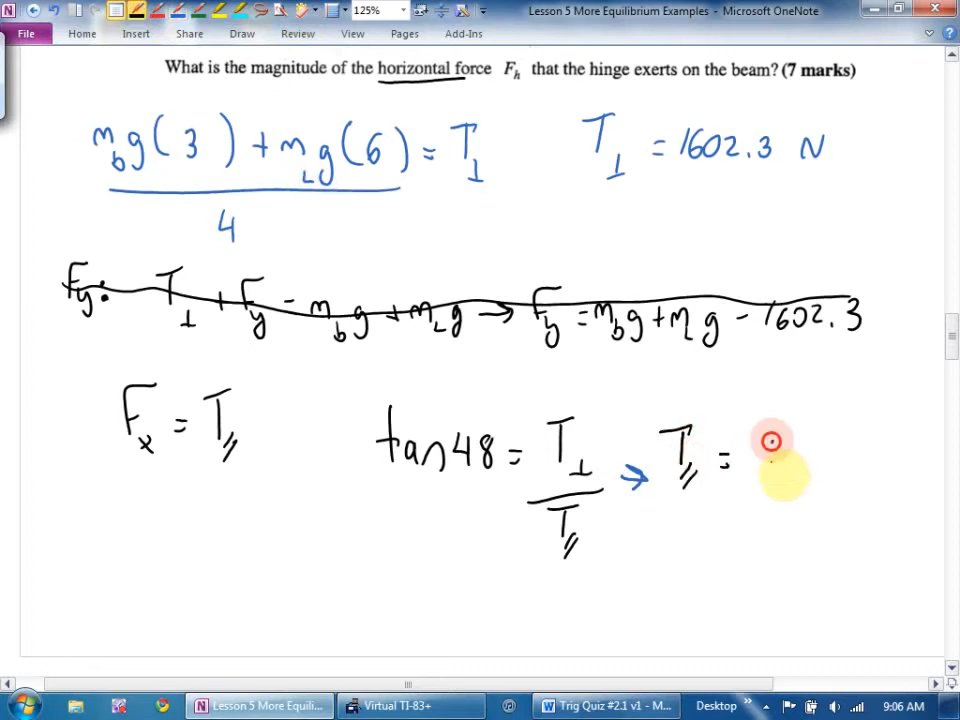 125%
Lesson 5 More Equilibrium Examples - Microsoft OneNote
File Home Insert Share Draw Review View Pages Add-Ins
What is the magnitude of the horizontal force F_h that the hinge exerts on the beam? (7 marks)
m_b g ( 3 ) + m_L g ( 6 ) = T_⊥
4
T_⊥ = 1602.3 N
F_y: T_⊥ + F_y - m_b g + m_L g → F_y = m_b g + m_L g - 1602.3
F_x = T_//
tan 48 = T_⊥ / T_// → T_// =
Lesson 5 More Equili...
Virtual TI-83+
Trig Quiz #2.1 v1 - M...
Desktop
9:06 AM